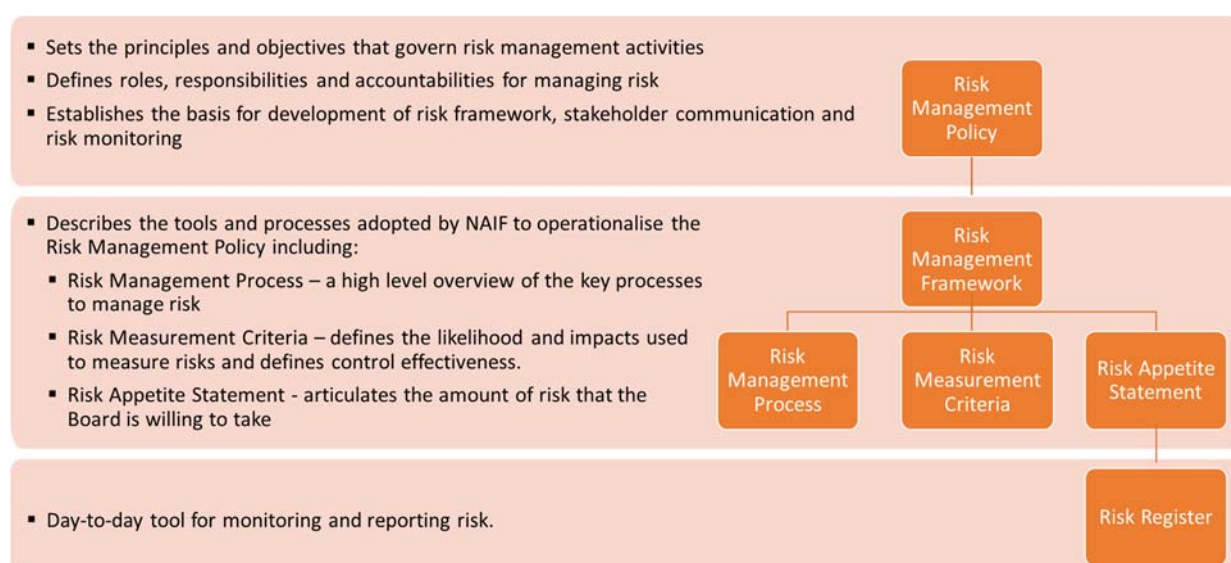 ▪ Sets the principles and objectives that govern risk management activities
▪ Defines roles, responsibilities and accountabilities for managing risk
▪ Establishes the basis for development of risk framework, stakeholder communication and
risk monitoring
Risk
Management
Policy
▪ Describes the tools and processes adopted by NAIF to operationalise the
Risk Management Policy including:
▪ Risk Management Process – a high level overview of the key processes
to manage risk
▪ Risk Measurement Criteria – defines the likelihood and impacts used
to measure risks and defines control effectiveness.
▪ Risk Appetite Statement - articulates the amount of risk that the
Board is willing to take
Risk
Management
Framework
Risk
Management
Process
Risk
Measurement
Criteria
Risk Appetite
Statement
▪ Day-to-day tool for monitoring and reporting risk.
Risk Register